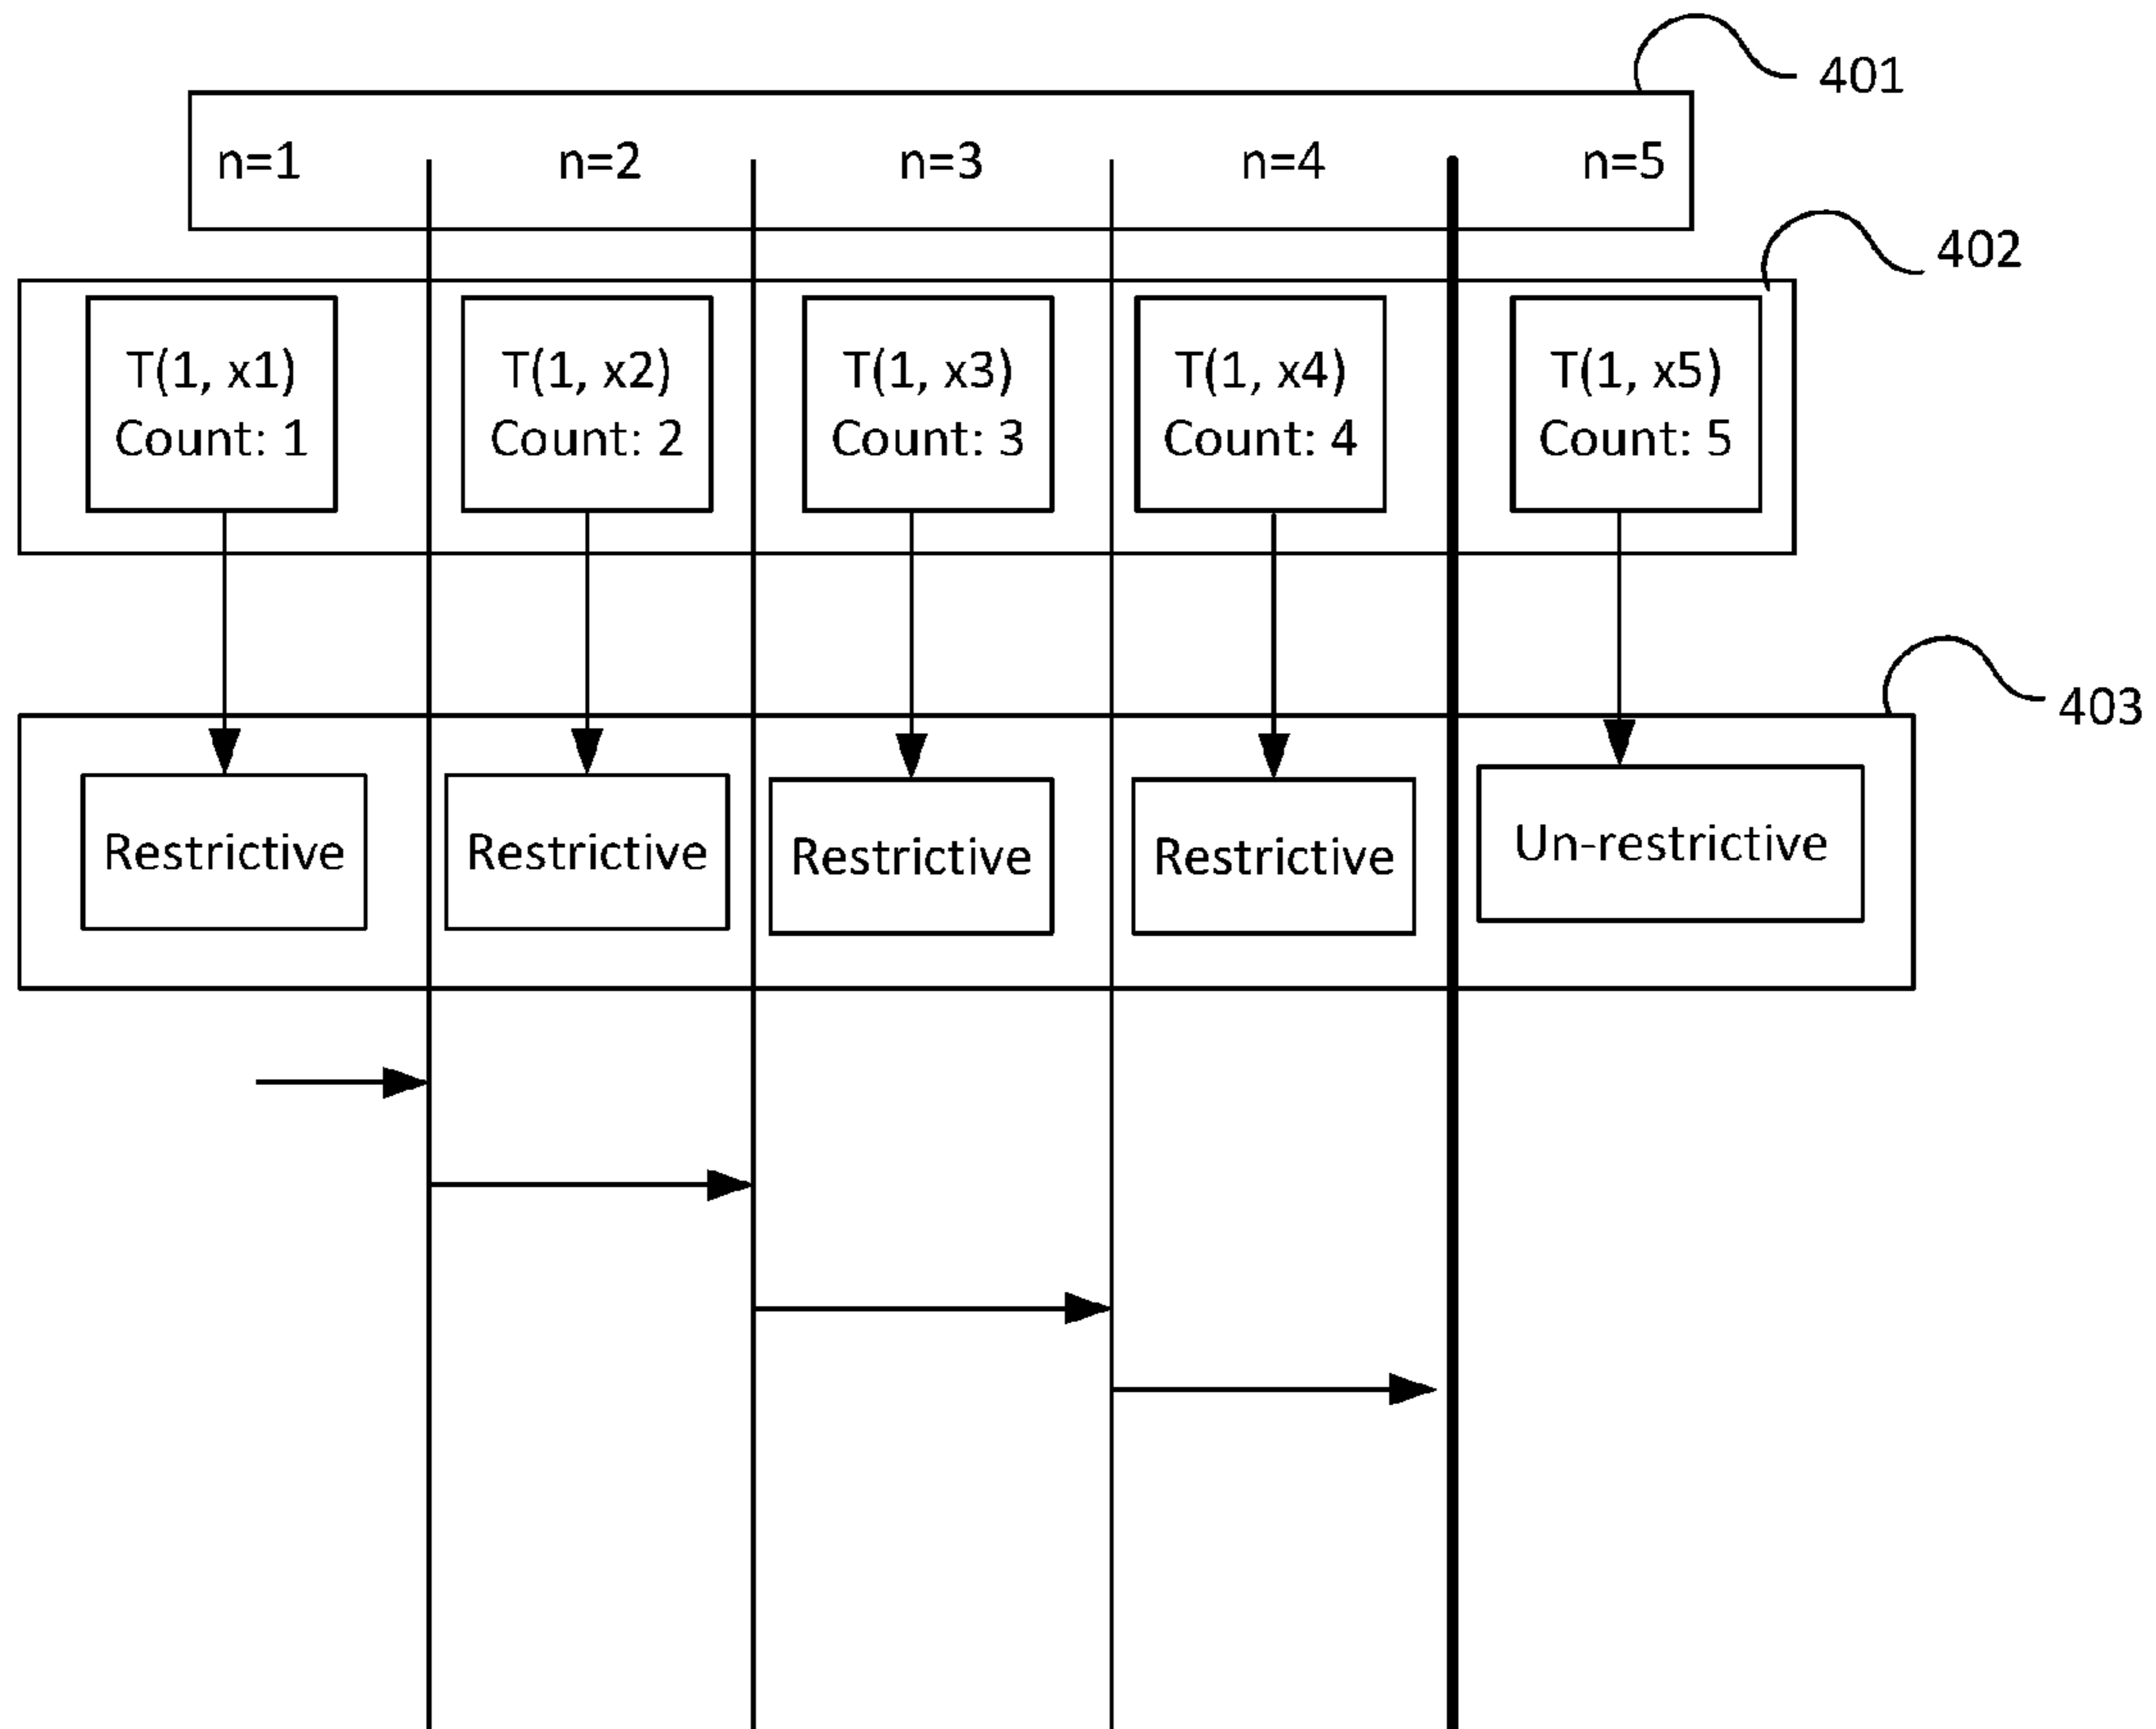 401
n=1
n=2
n=3
n=4
n=5
402
T(1, x1)
Count: 1
T(1, x2)
Count: 2
T(1, x3)
Count: 3
T(1, x4)
Count: 4
T(1, x5)
Count: 5
403
Restrictive
Restrictive
Restrictive
Restrictive
Un-restrictive